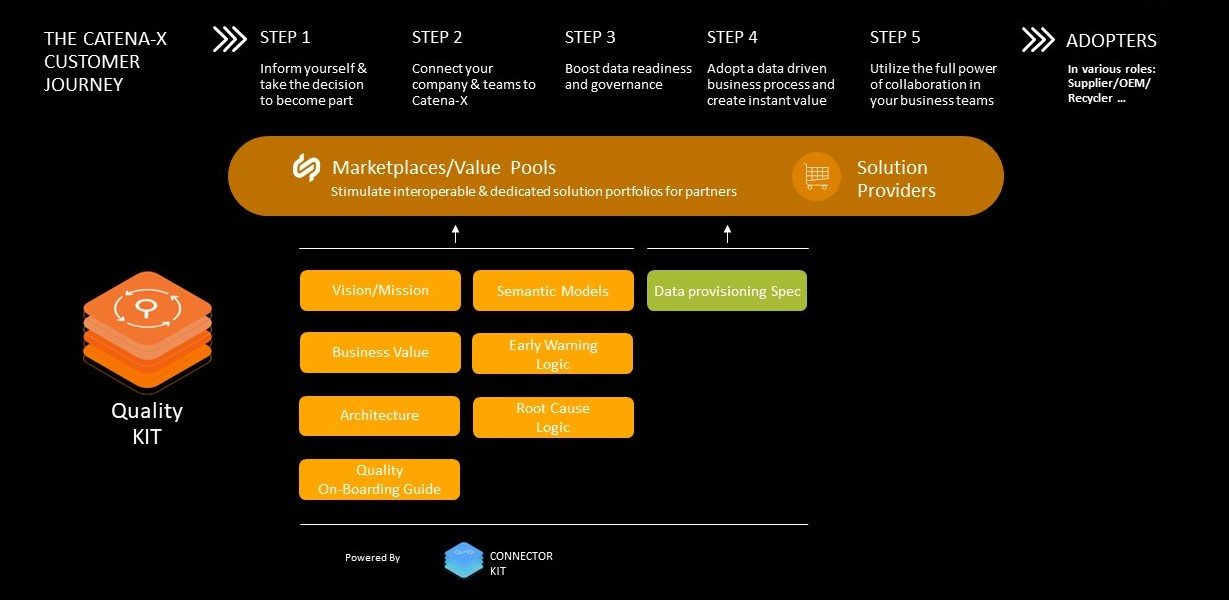 THE CATENA-X
CUSTOMER
JOURNEY
STEP 1
Inform yourself &
take the decision
to become part
STEP 2
Connect your
company & teams to
Catena-X
STEP 3
Boost data readiness
and governance
STEP 4
Adopt a data driven
business process and
create instant value
STEP 5
Utilize the full power
of collaboration in
your business teams
ADOPTERS
In various roles:
Supplier/OEM/
Recycler ...
Marketplaces/Value Pools
Stimulate interoperable & dedicated solution portfolios for partners
Solution
Providers
Vision/Mission
Semantic Models
Data provisioning Spec
Business Value
Early Warning
Logic
Architecture
Root Cause
Logic
Quality
On-Boarding Guide
Quality
KIT
Powered By
CONNECTOR
KIT